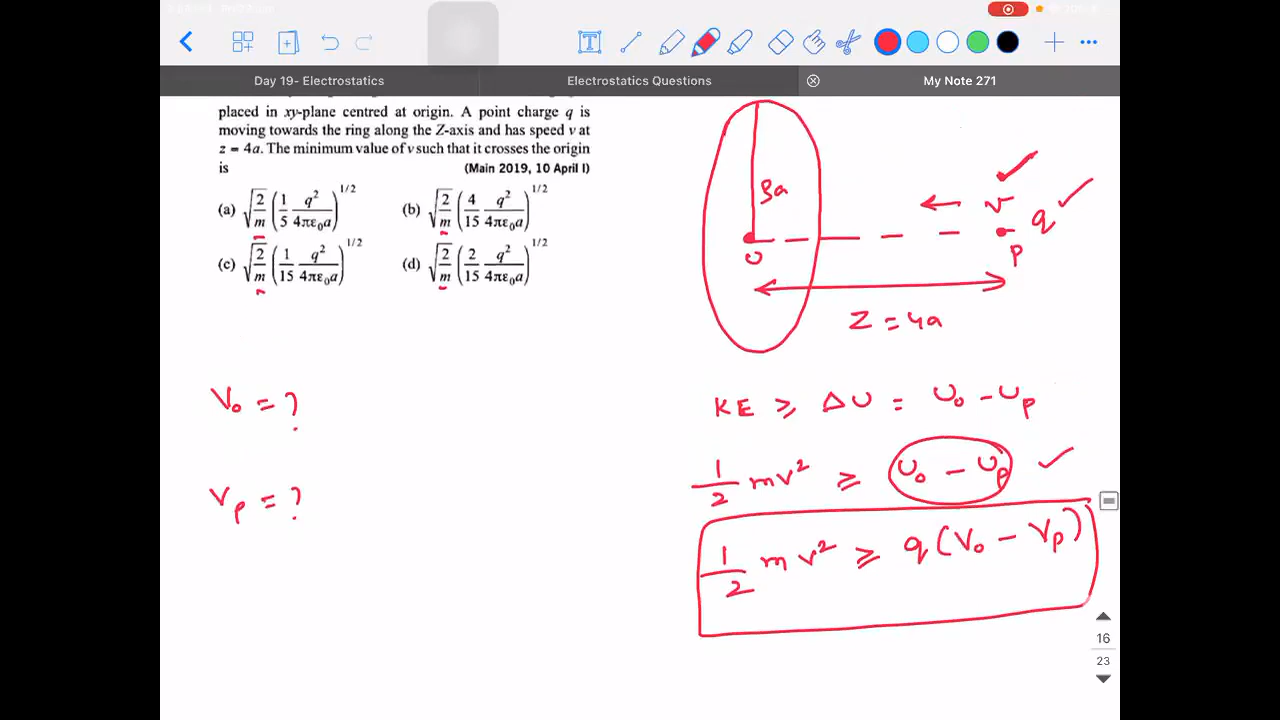 Day 19- Electrostatics
Electrostatics Questions
My Note 271
placed in xy-plane centred at origin. A point charge q is
moving towards the ring along the Z-axis and has speed v at
z = 4a. The minimum value of v such that it crosses the origin
is (Main 2019, 10 April I)
(a) √(2/m) (1/5 q²/4πε₀a)^1/2 (b) √(2/m) (4/15 q²/4πε₀a)^1/2
(c) √(2/m) (1/15 q²/4πε₀a)^1/2 (d) √(2/m) (2/15 q²/4πε₀a)^1/2
3a
v
q
O
P
Z = 4a
V₀ = ?
Vp = ?
KE ≥ ΔU = U₀ - Up
1/2 mv² ≥ U₀ - Up
1/2 mv² ≥ q(V₀ - Vp)
16
23